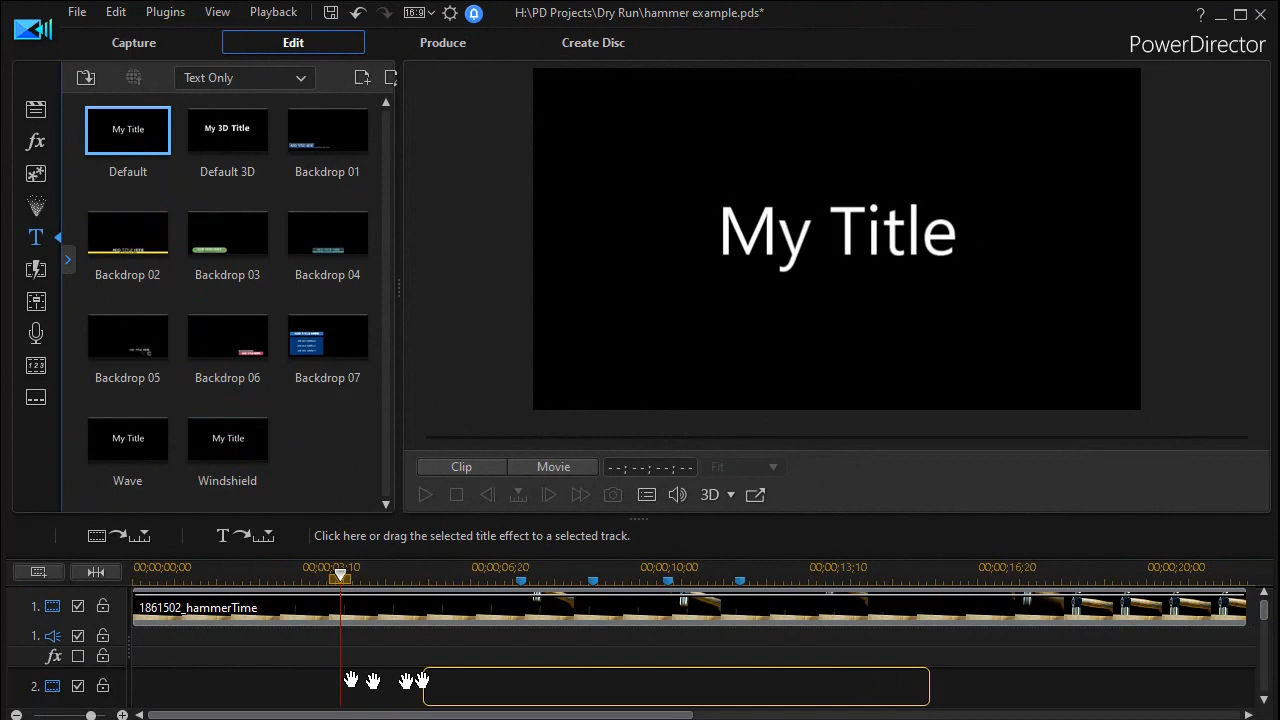 File Edit Plugins View Playback 16:9 H:\PD Projects\Dry Run\hammer example.pds* ?
Capture Edit Produce Create Disc PowerDirector
Text Only
My Title
My 3D Title
Default Default 3D Backdrop 01
My Title
Backdrop 02 Backdrop 03 Backdrop 04
Backdrop 05 Backdrop 06 Backdrop 07
My Title My Title
Wave Windshield
Clip Movie --;--;--;-- Fit
3D
T Click here or drag the selected title effect to a selected track.
00;00;00;00 00;00;03;10 00;00;06;20 00;00;10;00 00;00;13;10 00;00;16;20 00;00;20;00
1. 1861502_hammerTime
1.
fx
2.